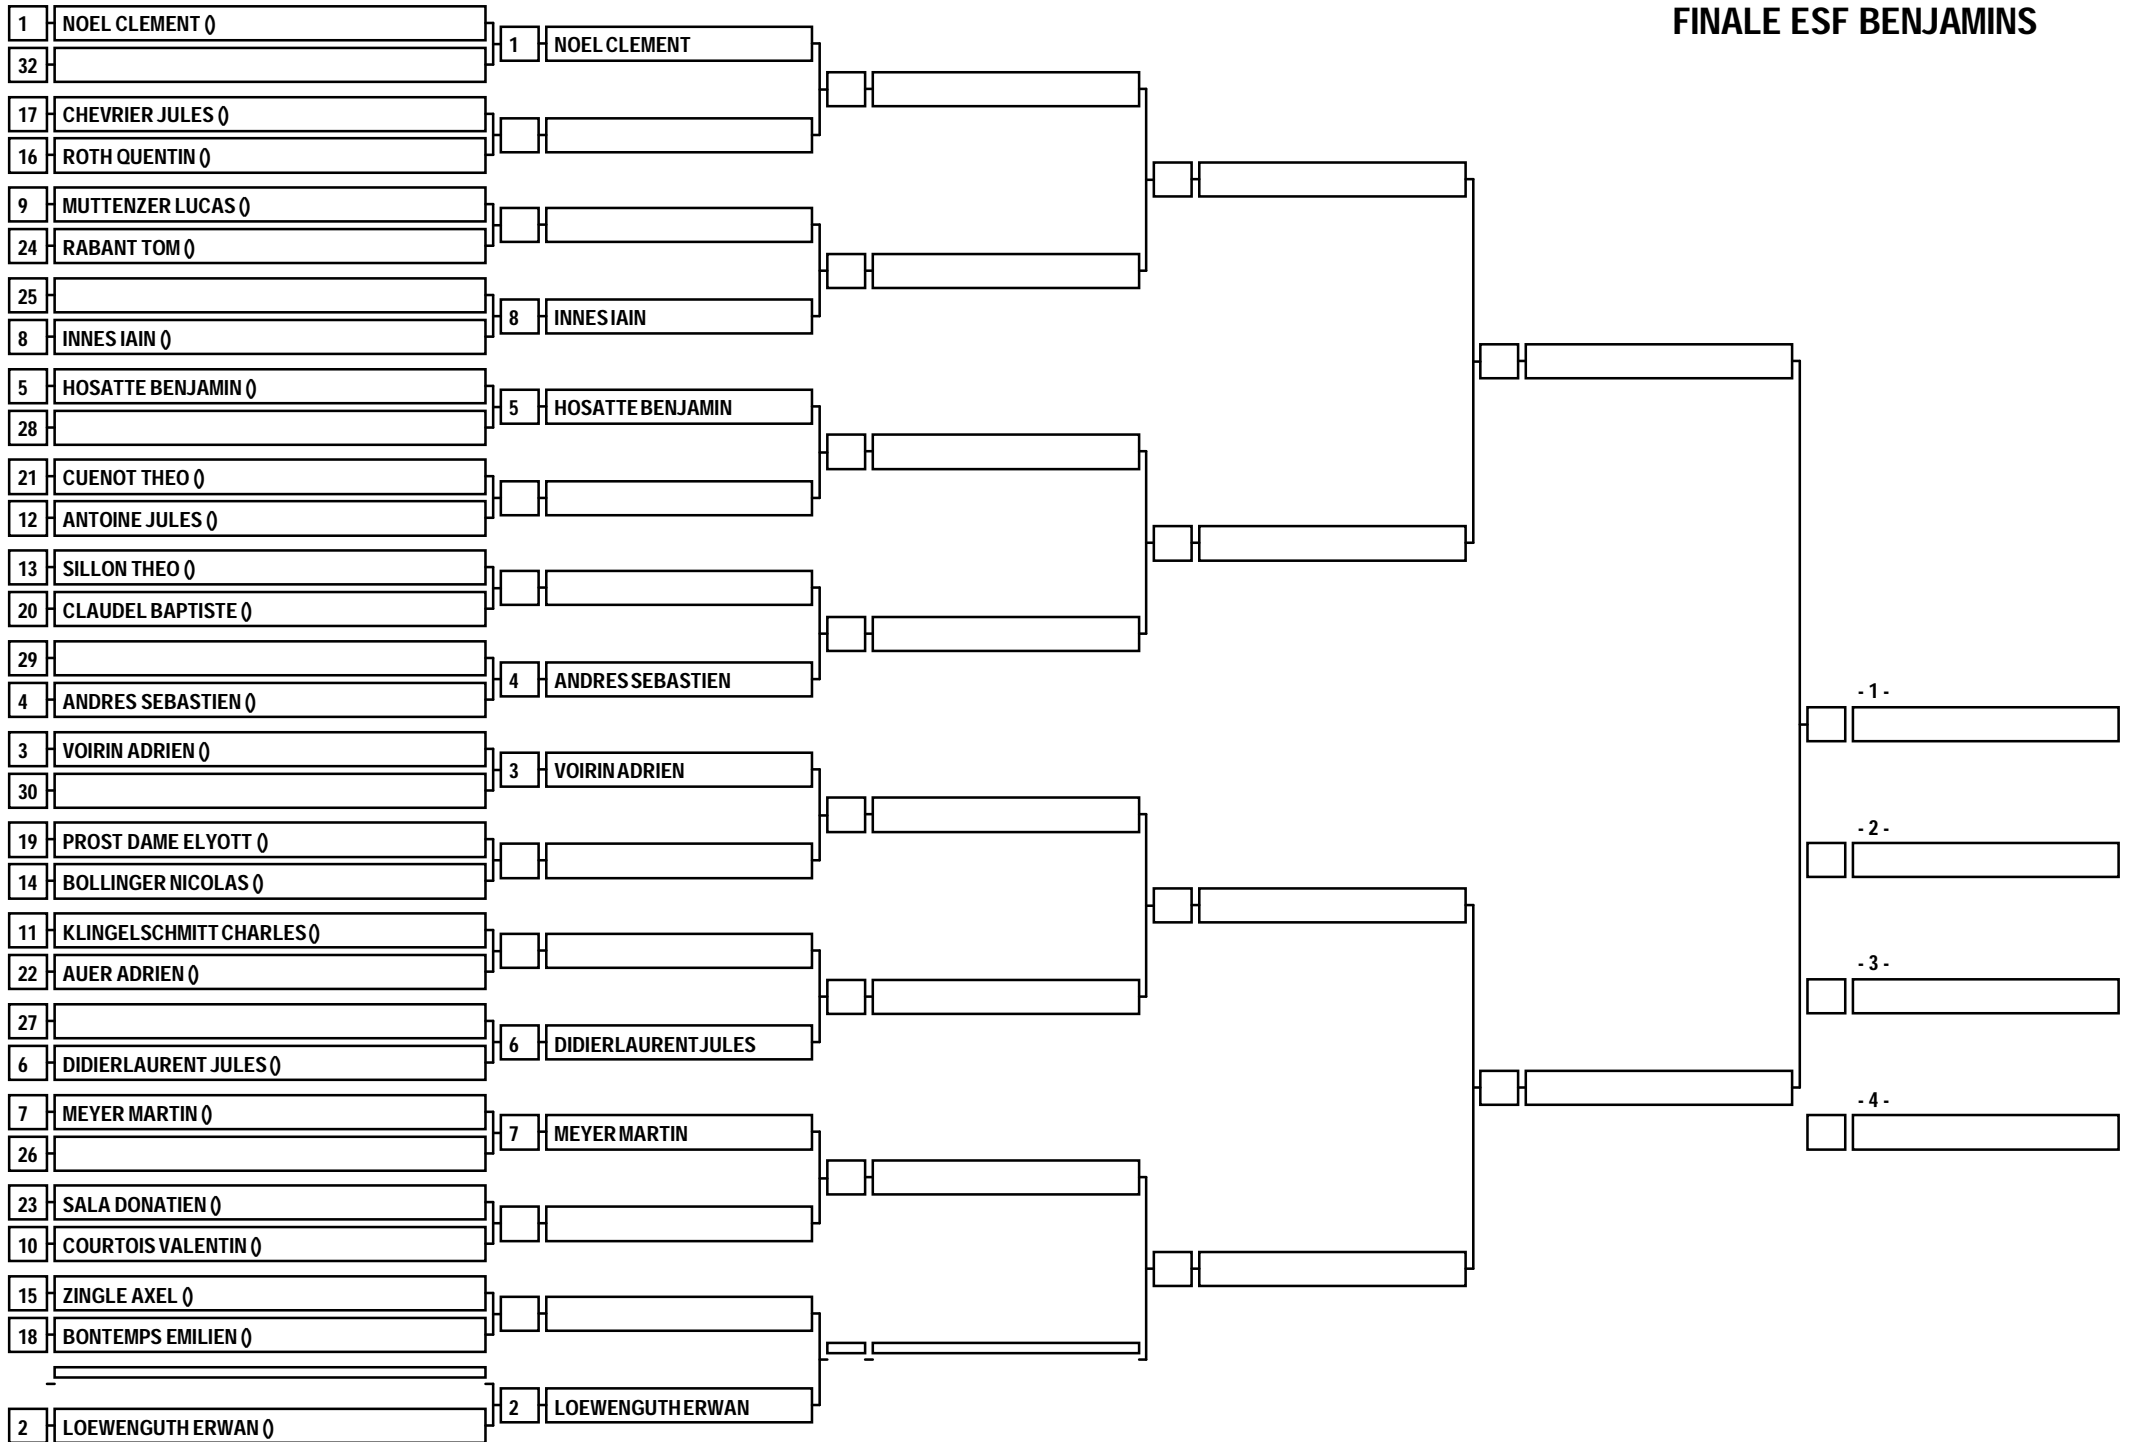 FINALE ESF BENJAMINS
1 NOEL CLEMENT ()
32
17 CHEVRIER JULES ()
16 ROTH QUENTIN ()
9 MUTTENZER LUCAS ()
24 RABANT TOM ()
25
8 INNES IAIN ()
5 HOSATTE BENJAMIN ()
28
21 CUENOT THEO ()
12 ANTOINE JULES ()
13 SILLON THEO ()
20 CLAUDEL BAPTISTE ()
29
4 ANDRES SEBASTIEN ()
3 VOIRIN ADRIEN ()
30
19 PROST DAME ELYOTT ()
14 BOLLINGER NICOLAS ()
11 KLINGELSCHMITT CHARLES ()
22 AUER ADRIEN ()
27
6 DIDIERLAURENT JULES ()
7 MEYER MARTIN ()
26
23 SALA DONATIEN ()
10 COURTOIS VALENTIN ()
15 ZINGLE AXEL ()
18 BONTEMPS EMILIEN ()
2 LOEWENGUTH ERWAN ()
1 NOEL CLEMENT
8 INNES IAIN
5 HOSATTE BENJAMIN
4 ANDRES SEBASTIEN
3 VOIRIN ADRIEN
6 DIDIERLAURENT JULES
7 MEYER MARTIN
2 LOEWENGUTH ERWAN
- 1 -
- 2 -
- 3 -
- 4 -